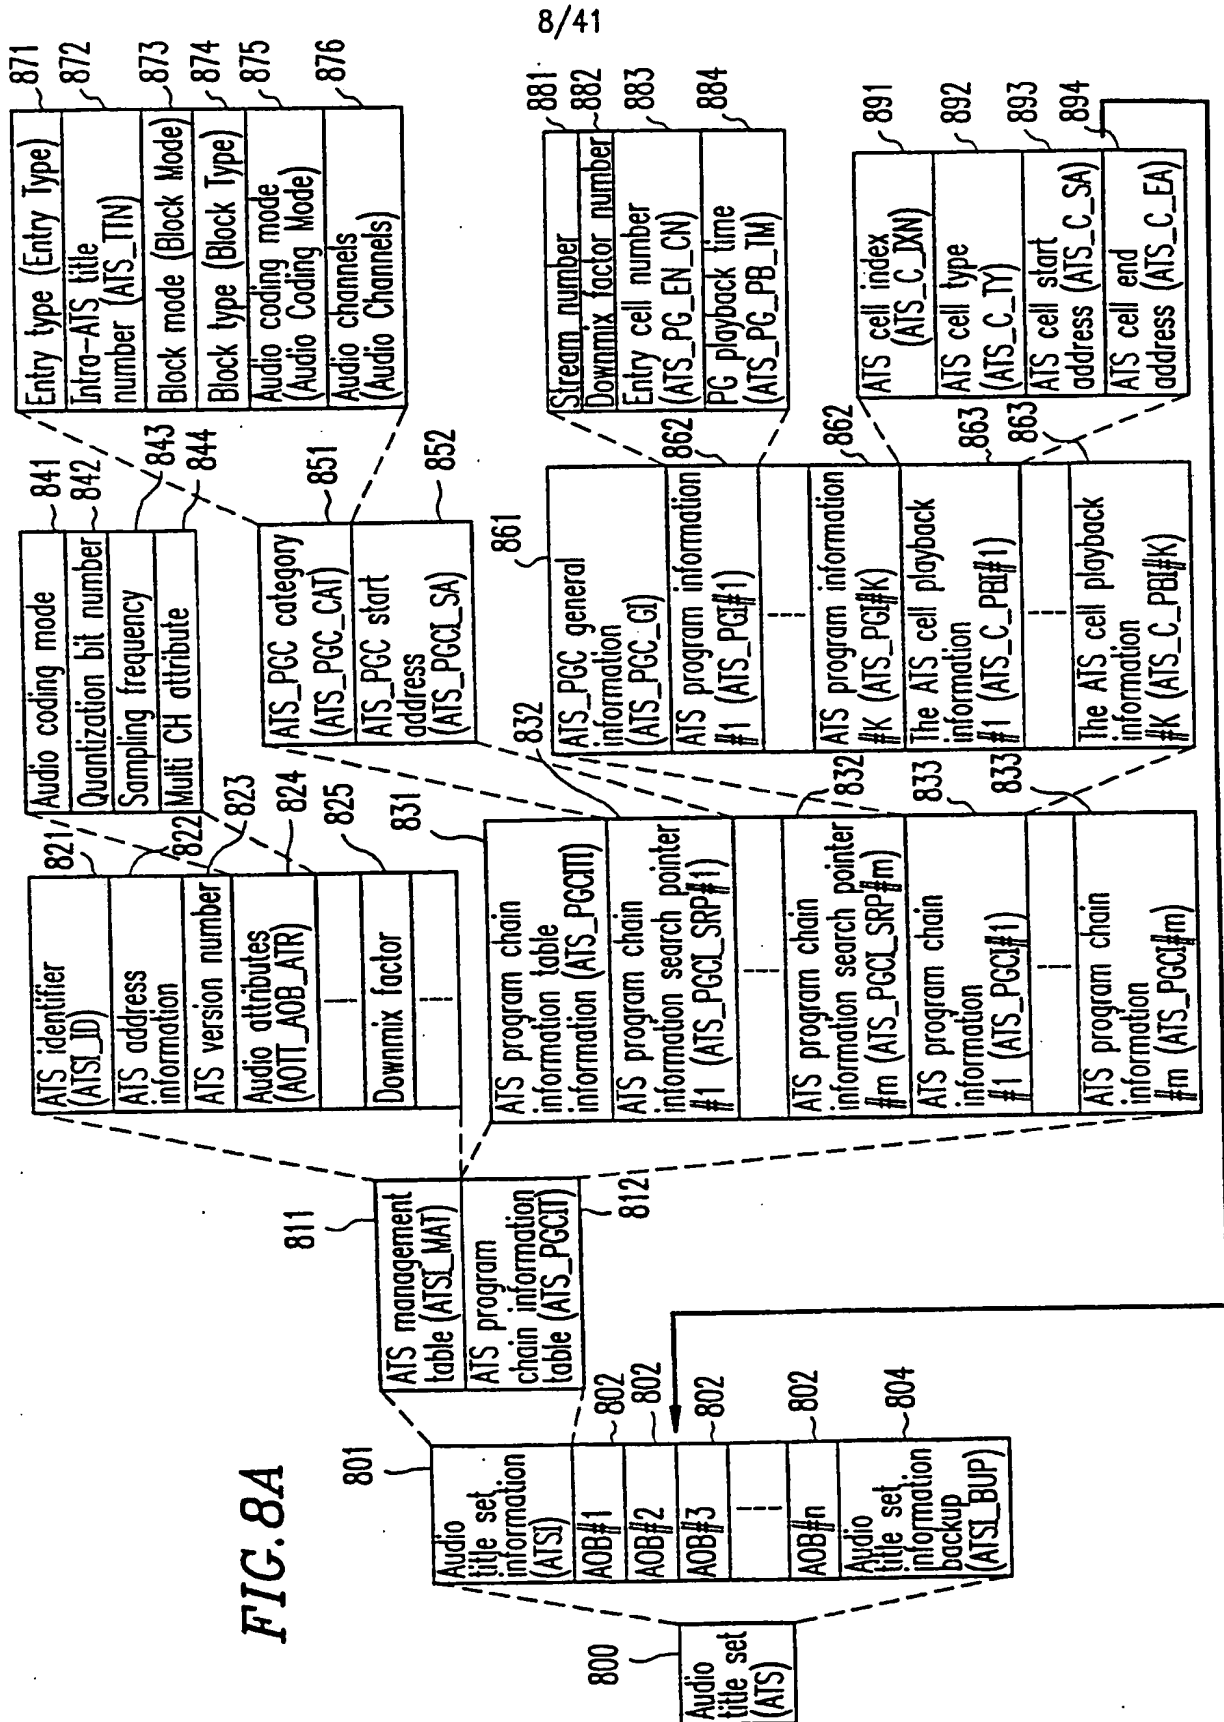 8/41
FIG.8A
800
Audio
title set
(ATS)
801
Audio
title set
information
(ATSI)
AOB#1
802
AOB#2
802
AOB#3
802
AOB#n
802
Audio
title set
information
backup
(ATSI_BUP)
804
811
ATS management
table (ATSI_MAT)
ATS program
chain information
table (ATS_PGCIT)
812
ATS identifier
(ATSI_ID)
821
ATS address
information
822
ATS version number
823
Audio attributes
(AOTT_AOB_ATR)
824
Downmix factor
825
831
ATS program chain
information table
information (ATS_PGCITI)
ATS program chain
information search pointer
#1 (ATS_PGCI_SRP#1)
832
ATS program chain
information search pointer
#m (ATS_PGCI_SRP#m)
832
ATS program chain
information
#1 (ATS_PGCI#1)
833
ATS program chain
information
#m (ATS_PGCI#m)
833
Audio coding mode
841
Quantization bit number
842
Sampling frequency
843
Multi CH attribute
844
ATS_PGC category
(ATS_PGC_CAT)
851
ATS_PGC start
address
(ATS_PGCI_SA)
852
861
ATS_PGC general
information
(ATS_PGC_GI)
ATS program information
#1 (ATS_PGI#1)
862
ATS program information
#K (ATS_PGI#K)
862
The ATS cell playback
information
#1 (ATS_C_PBI#1)
863
The ATS cell playback
information
#K (ATS_C_PBI#K)
863
Entry type (Entry Type)
871
Intra-ATS title
number (ATS_TTN)
872
Block mode (Block Mode)
873
Block type (Block Type)
874
Audio coding mode
(Audio Coding Mode)
875
Audio channels
(Audio Channels)
876
Stream number
881
Downmix factor number
882
Entry cell number
(ATS_PG_EN_CN)
883
PG playback time
(ATS_PG_PB_TM)
884
ATS cell index
(ATS_C_IXN)
891
ATS cell type
(ATS_C_TY)
892
ATS cell start
address (ATS_C_SA)
893
ATS cell end
address (ATS_C_EA)
894